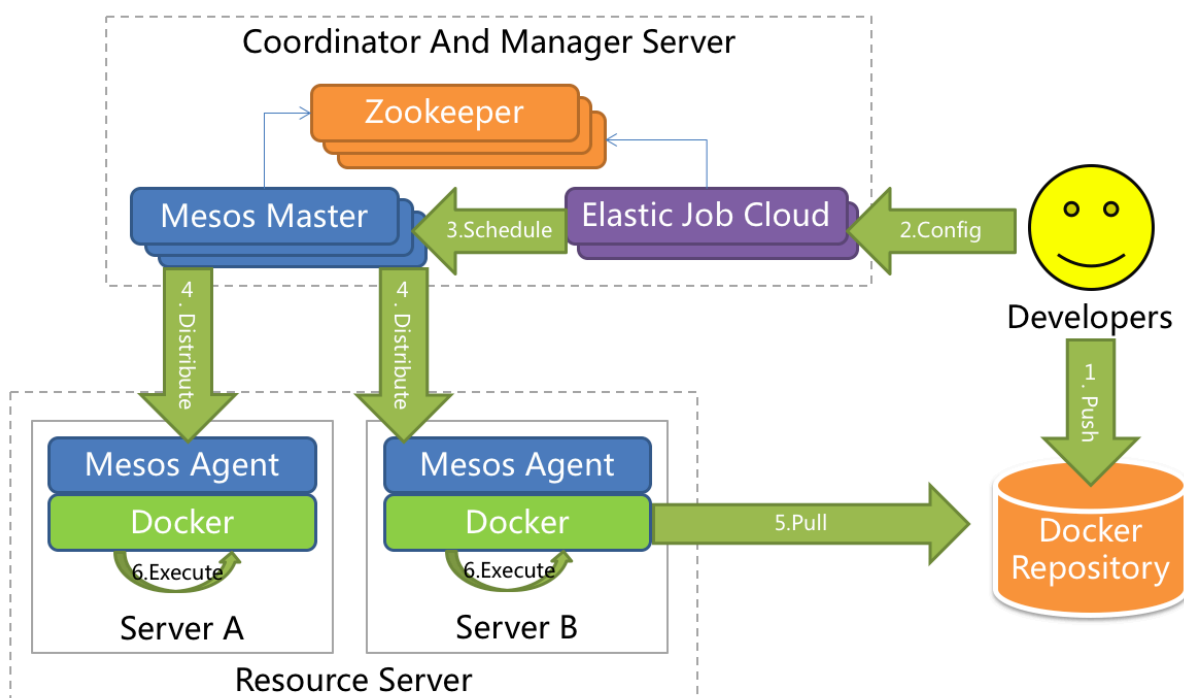 Coordinator And Manager Server
Zookeeper
Mesos Master
3.Schedule
Elastic Job Cloud
2.Config
Developers
4. Distribute
4. Distribute
1. Push
Mesos Agent
Docker
6.Execute
Server A
Mesos Agent
Docker
6.Execute
Server B
5.Pull
Docker
Repository
Resource Server